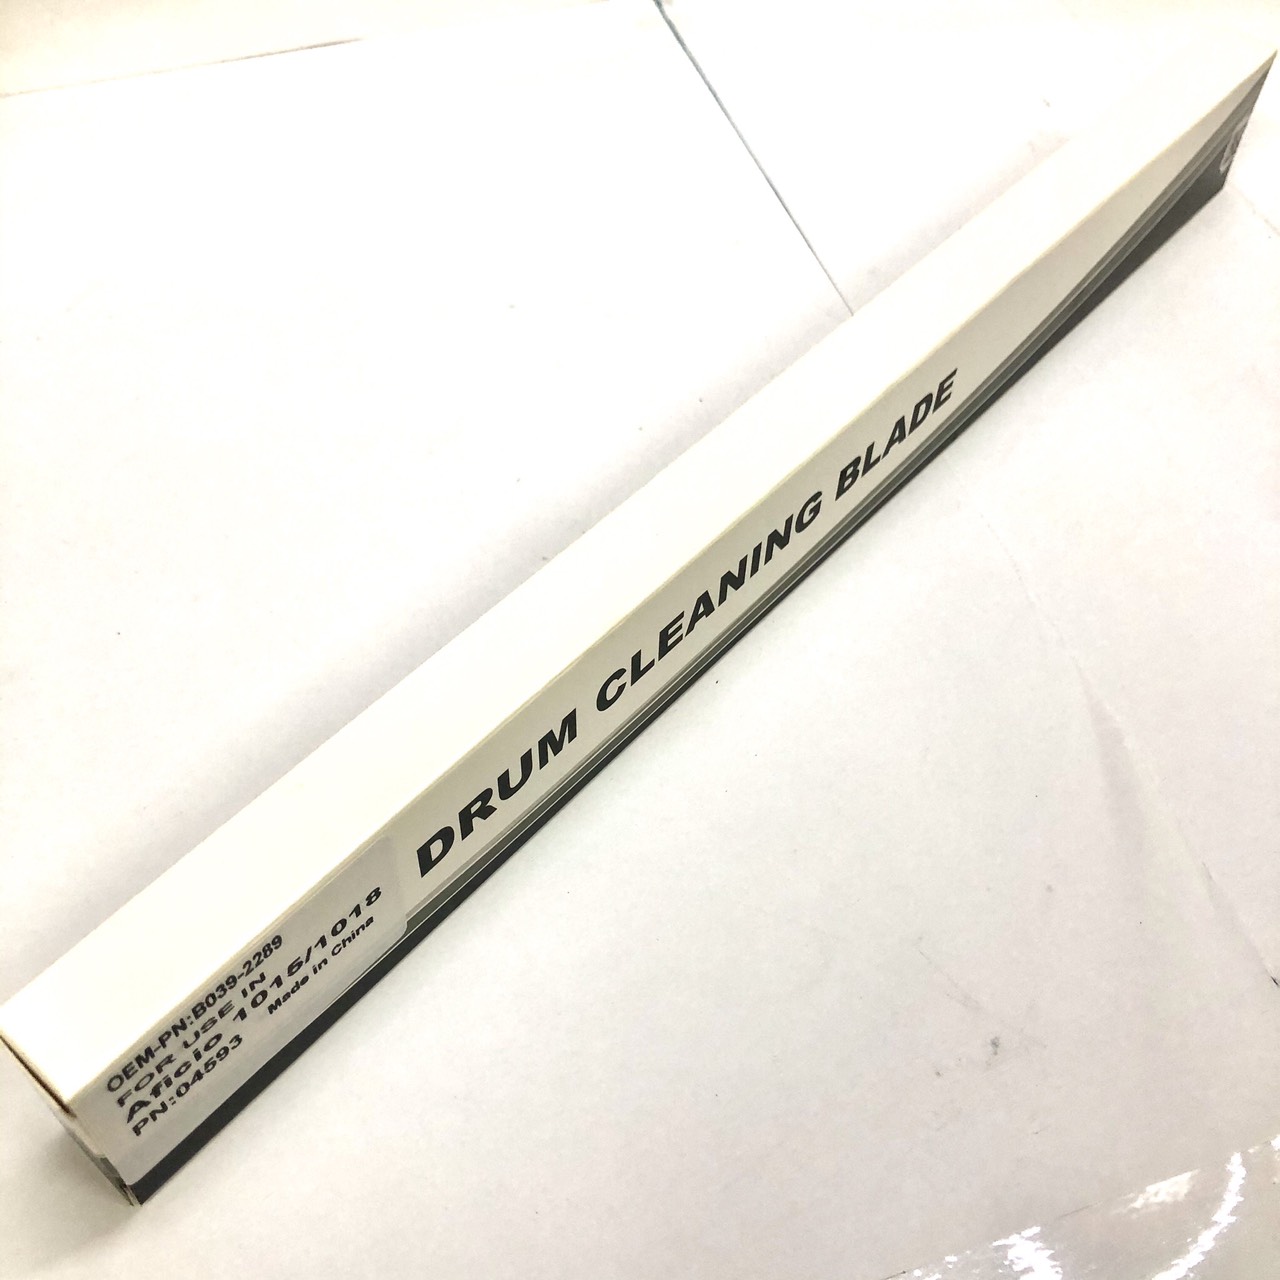 DRUM CLEANING BLADE
OEM-PN:B039-2289
FOR USE IN
Aficio 1015/1018
PN:04593 Made in China